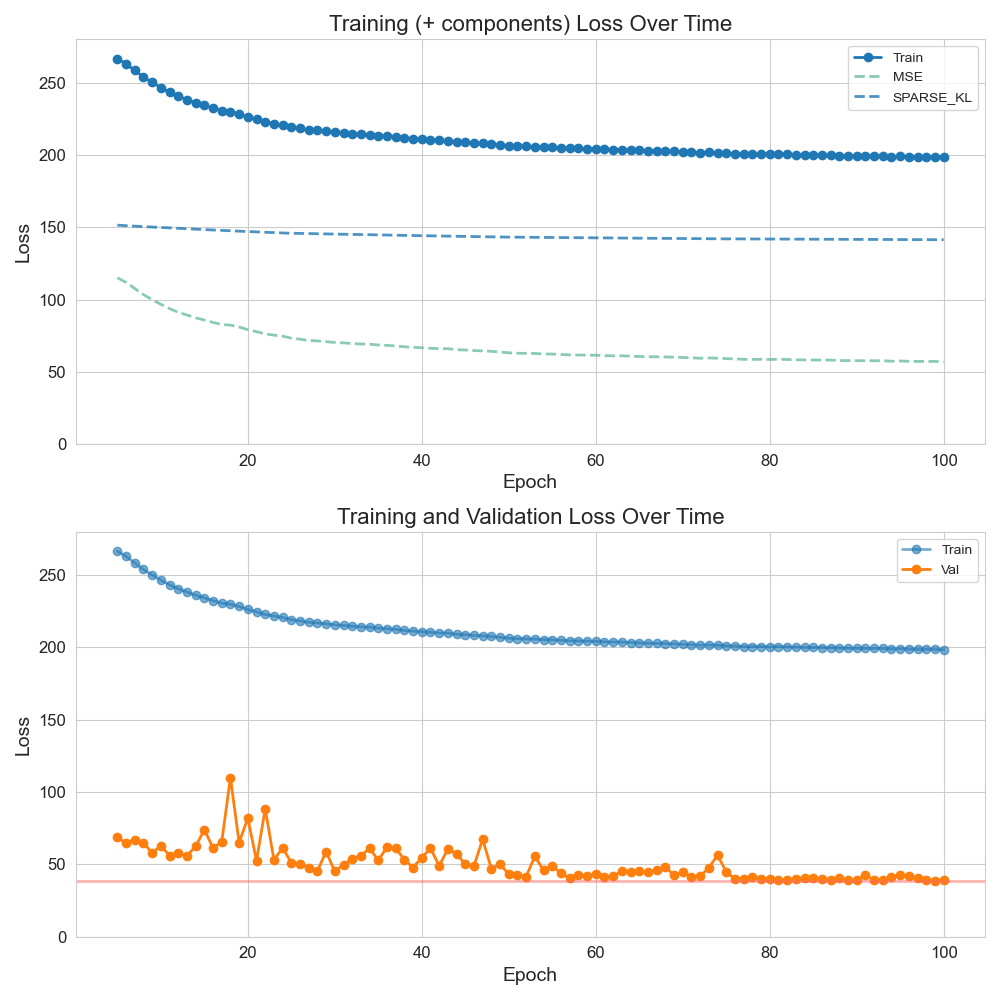 Training (+ components) Loss Over Time
Train
MSE
SPARSE_KL
250
200
150
100
50
0
Loss
20 40 60 80 100
Epoch
Training and Validation Loss Over Time
Train
Val
250
200
150
100
50
0
Loss
20 40 60 80 100
Epoch